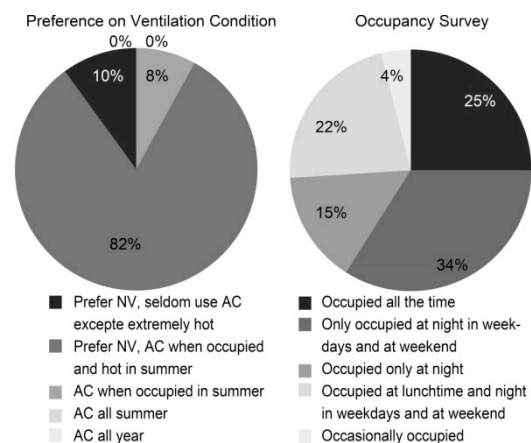 Preference on Ventilation Condition
0% 0%
10% 8%
82%
Prefer NV, seldom use AC
excepte extremely hot
Prefer NV, AC when occupied
and hot in summer
AC when occupied in summer
AC all summer
AC all year
Occupancy Survey
4%
25%
22%
15%
34%
Occupied all the time
Only occupied at night in week-
days and at weekend
Occupied only at night
Occupied at lunchtime and night
in weekdays and at weekend
Occasionally occupied